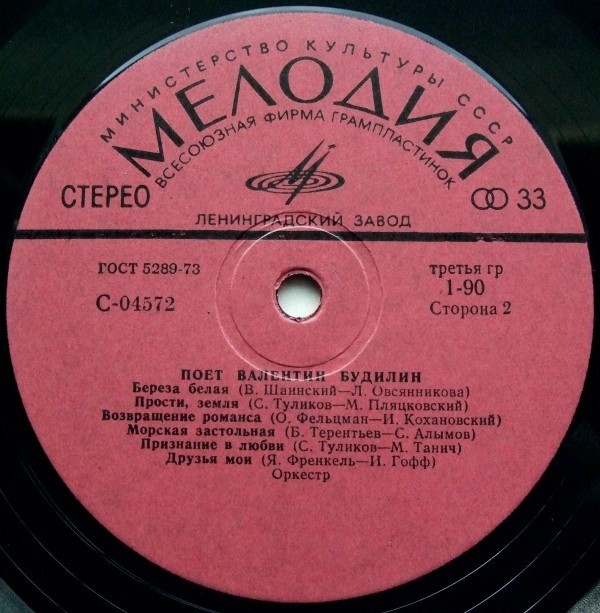 МИНИСТЕРСТВО КУЛЬТУРЫ СССР
МЕЛОДИЯ
ВСЕСОЮЗНАЯ ФИРМА ГРАМПЛАСТИНОК
СТЕРЕО
33
ЛЕНИНГРАДСКИЙ ЗАВОД
ГОСТ 5289-73
третья гр
С-04572
1-90
Сторона 2
ПОЕТ ВАЛЕНТИН БУДИЛИН
Береза белая (В. Шаинский—Л. Овсянникова)
Прости, земля (С. Туликов—М. Пляцковский)
Возвращение романса (О. Фельцман—И. Кохановский)
Морская застольная (Б. Терентьев—С. Алымов)
Признание в любви (С. Туликов—М. Танич)
Друзья мои (Я. Френкель—И. Гофф)
Оркестр